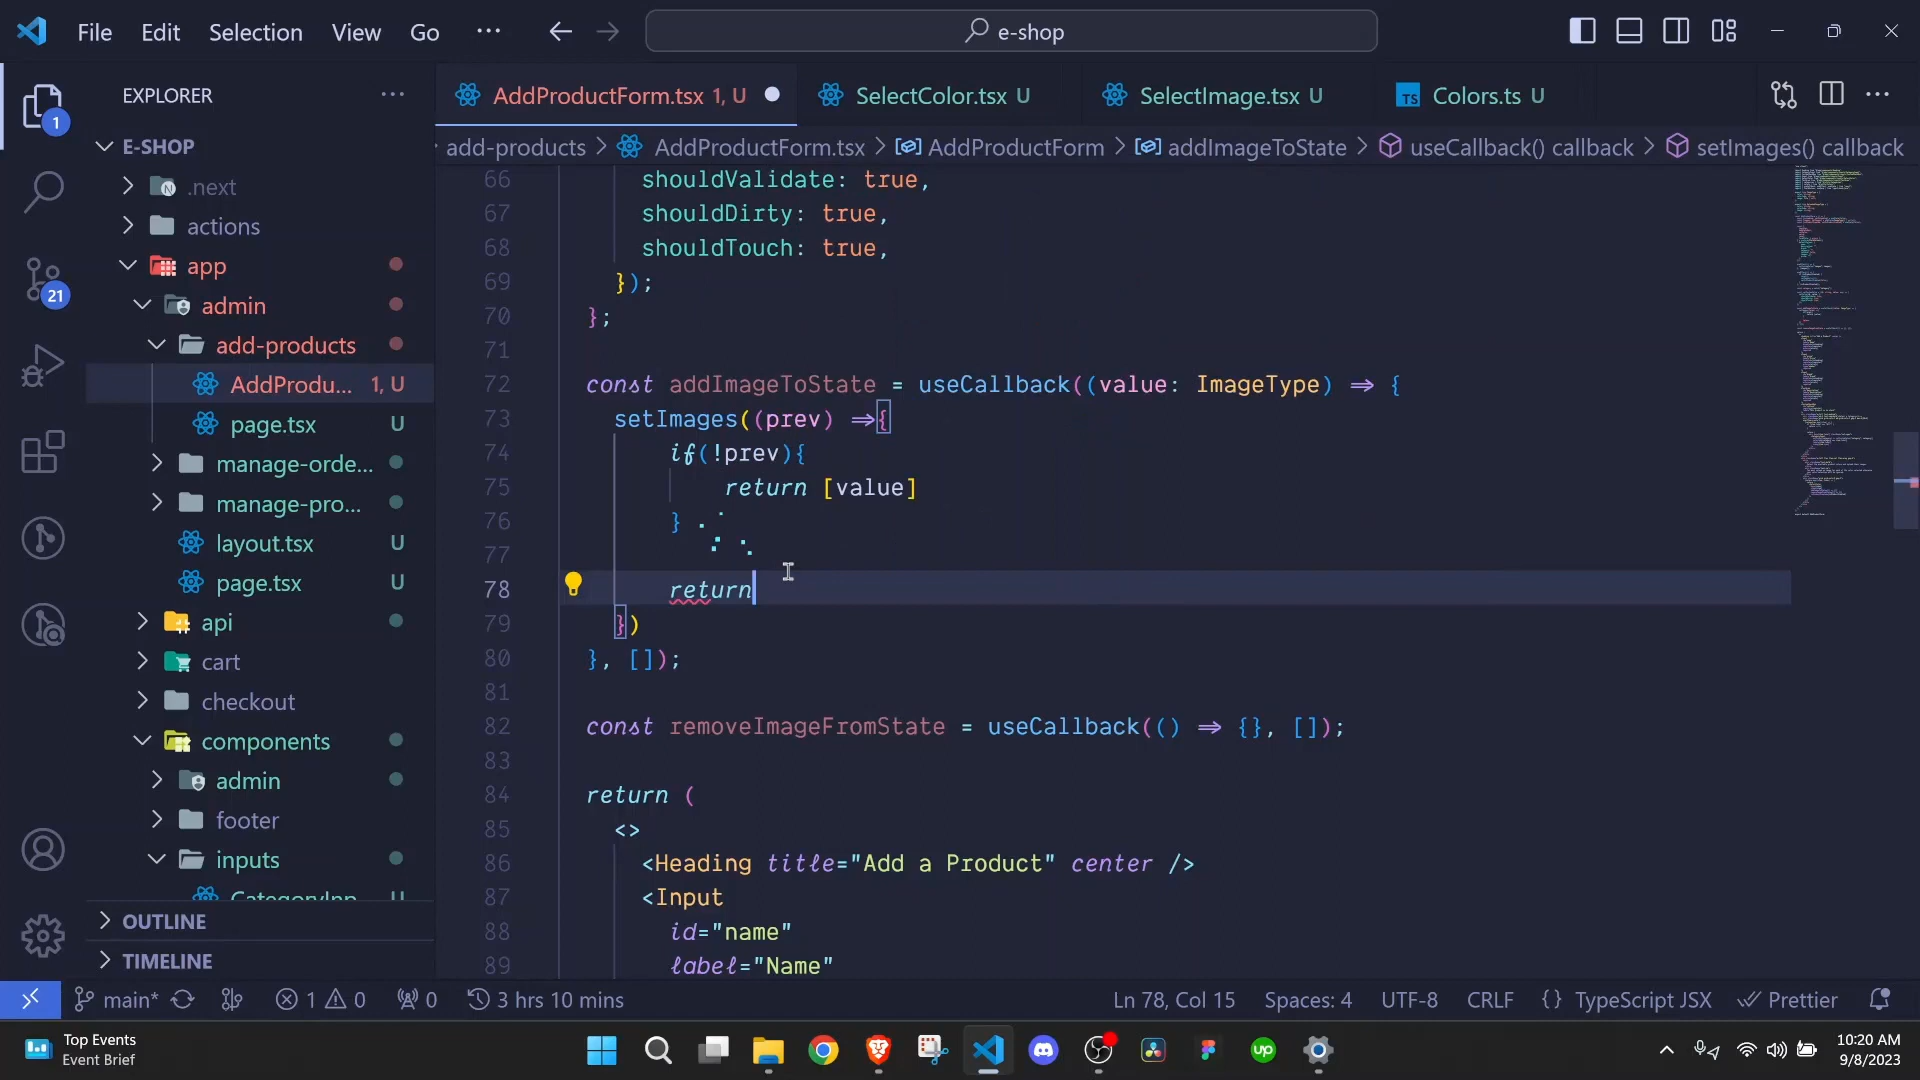 File Edit Selection View Go ···
e-shop
EXPLORER ···
AddProductForm.tsx 1, U
SelectColor.tsx U
SelectImage.tsx U
TS Colors.ts U
add-products > AddProductForm.tsx > AddProductForm > addImageToState > useCallback() callback > setImages() callback
1
21
E-SHOP
.next
actions
app
admin
add-products
AddProdu... 1, U
page.tsx U
manage-orde...
manage-pro...
layout.tsx U
page.tsx U
api
cart
checkout
components
admin
footer
inputs
CategoryInp... U
OUTLINE
TIMELINE
66 shouldValidate: true,
67 shouldDirty: true,
68 shouldTouch: true,
69 });
70 };
71
72 const addImageToState = useCallback((value: ImageType) => {
73 setImages((prev) =>{
74 if(!prev){
75 return [value]
76 }
77
78 return
79 })
80 }, []);
81
82 const removeImageFromState = useCallback(() => {}, []);
83
84 return (
85 <>
86 <Heading title="Add a Product" center />
87 <Input
88 id="name"
89 label="Name"
main* 1 0 0 3 hrs 10 mins
Ln 78, Col 15 Spaces: 4 UTF-8 CRLF {} TypeScript JSX Prettier
Top Events
Event Brief
up
10:20 AM
9/8/2023